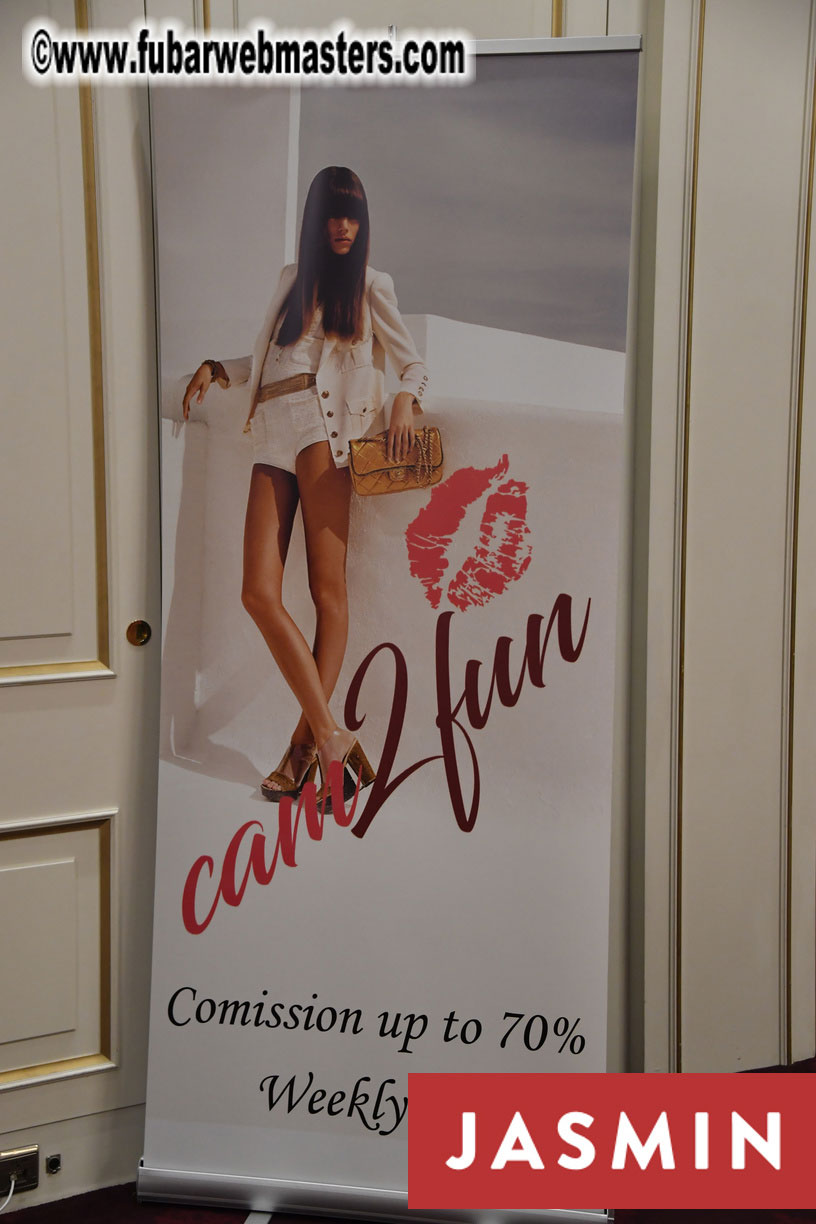 ©www.fubarwebmasters.com
cam2fun
Comission up to 70%
Weekly
JASMIN